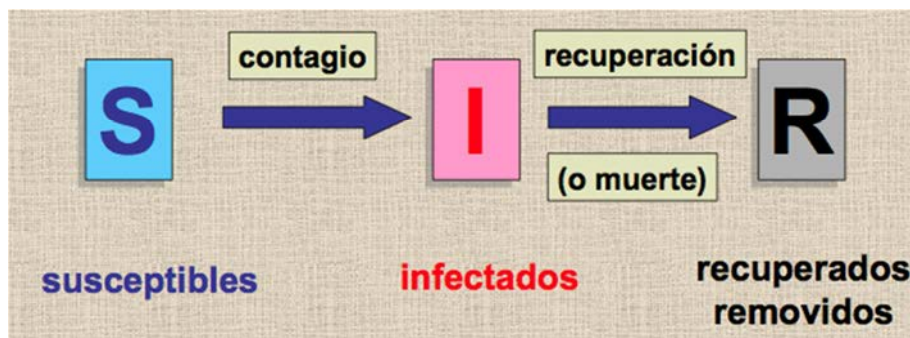 contagio
recuperación
S
I
R
(o muerte)
susceptibles
infectados
recuperados
removidos